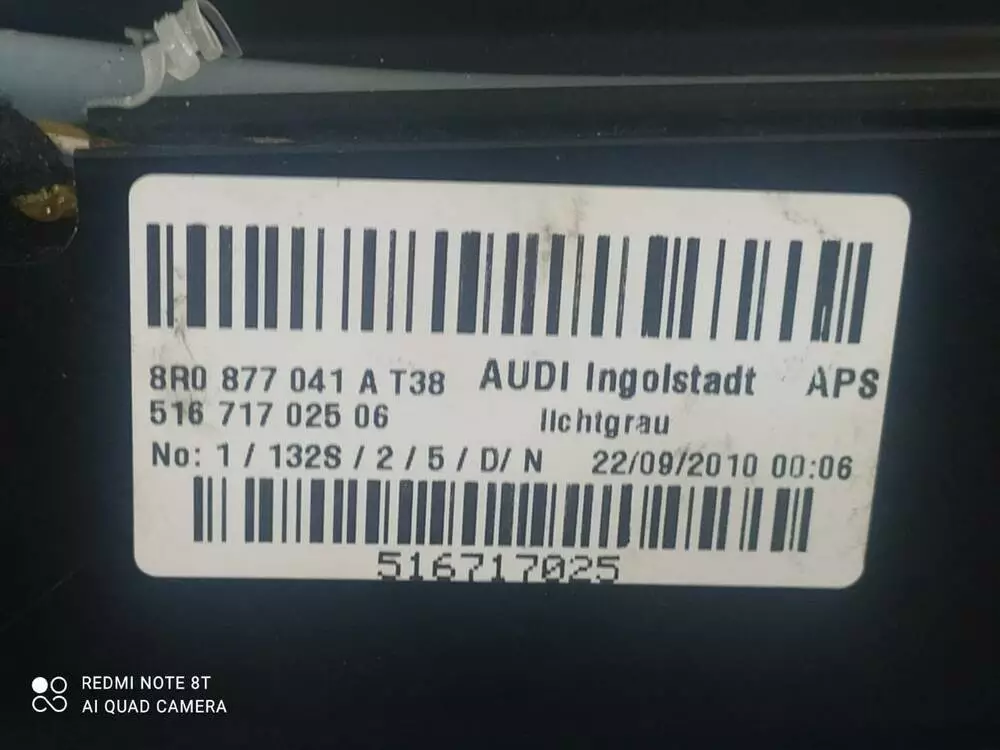 8R0 877 041 A T38 AUDI Ingolstadt APS
516 717 025 06 lichtgrau
No: 1 / 132S / 2 / 5 / D/ N 22/09/2010 00:06
516717025
REDMI NOTE 8T
AI QUAD CAMERA